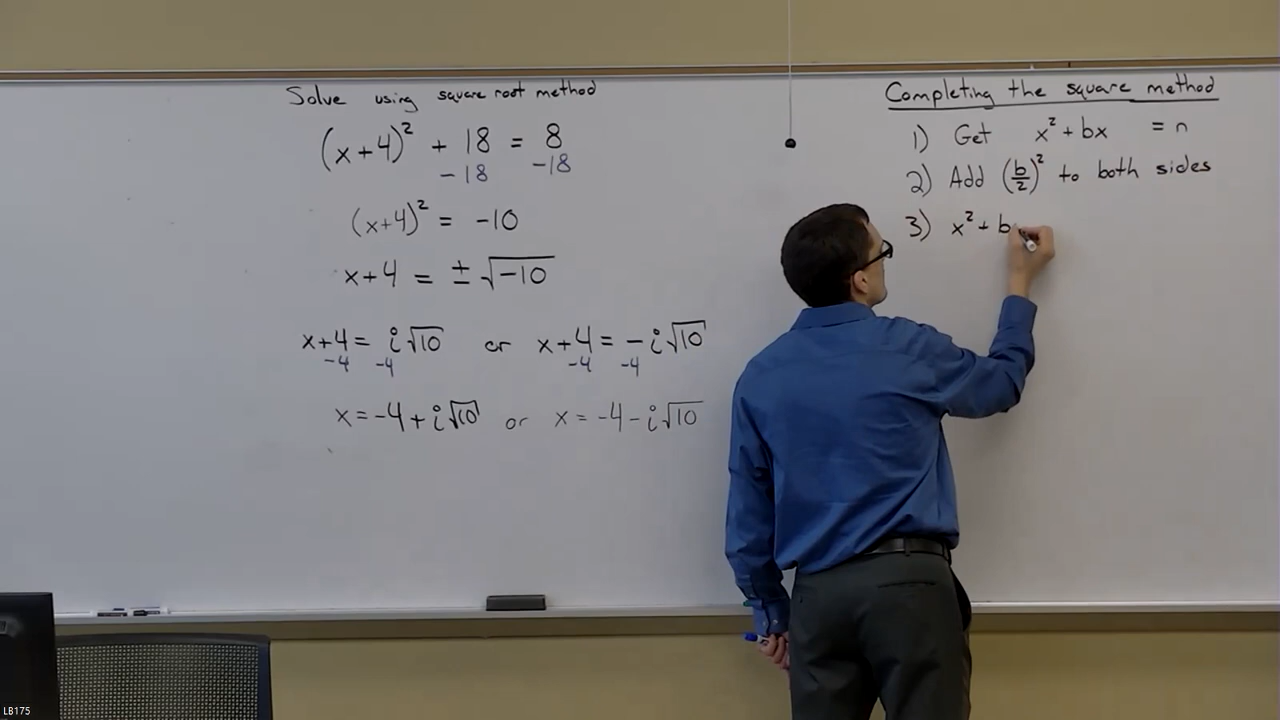 Solve using square root method
(x+4)² + 18 = 8
-18 -18
(x+4)² = -10
x+4 = ± √-10
x+4 = i√10 or x+4 = -i√10
-4 -4 -4 -4
x = -4 + i√10 or x = -4 - i√10
Completing the square method
1) Get x² + bx = n
2) Add (b/2)² to both sides
3) x² + b
LB175